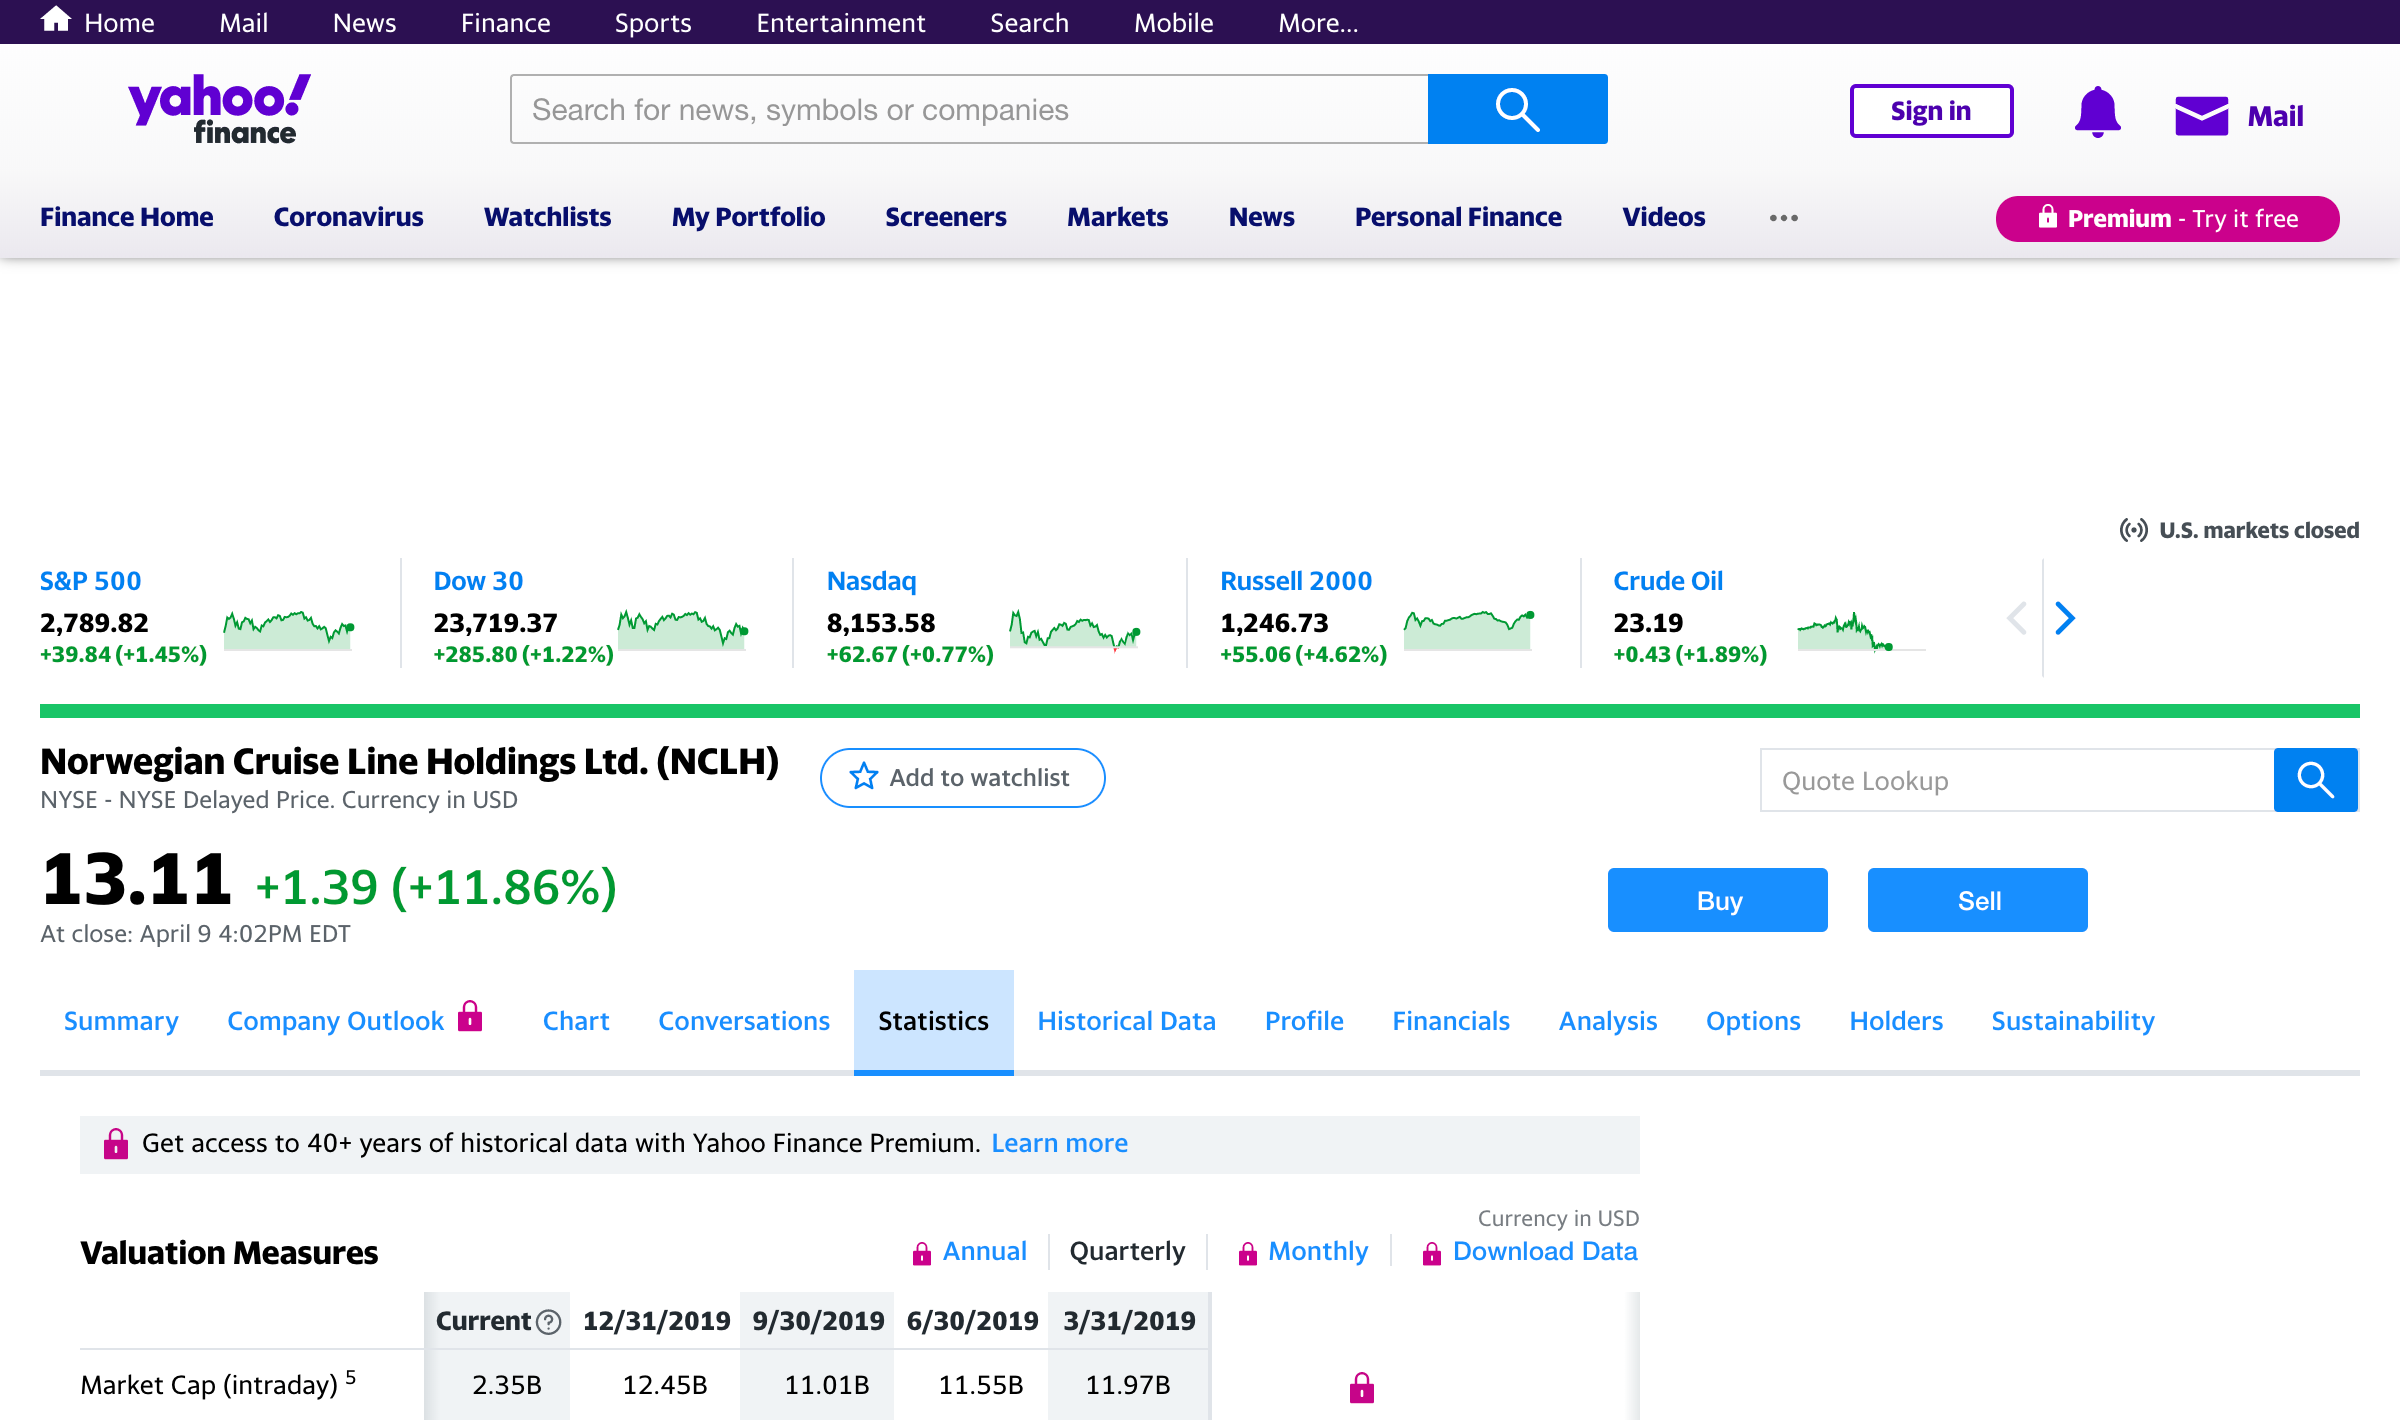 Home Mail News Finance Sports Entertainment Search Mobile More...
yahoo!
finance
Search for news, symbols or companies
Sign in
Mail
Finance Home Coronavirus Watchlists My Portfolio Screeners Markets News Personal Finance Videos ••• Premium - Try it free
U.S. markets closed
S&P 500
2,789.82
+39.84 (+1.45%)
Dow 30
23,719.37
+285.80 (+1.22%)
Nasdaq
8,153.58
+62.67 (+0.77%)
Russell 2000
1,246.73
+55.06 (+4.62%)
Crude Oil
23.19
+0.43 (+1.89%)
Norwegian Cruise Line Holdings Ltd. (NCLH)
NYSE - NYSE Delayed Price. Currency in USD
Add to watchlist
Quote Lookup
13.11 +1.39 (+11.86%)
At close: April 9 4:02PM EDT
Buy Sell
Summary Company Outlook Chart Conversations Statistics Historical Data Profile Financials Analysis Options Holders Sustainability
Get access to 40+ years of historical data with Yahoo Finance Premium. Learn more
Currency in USD
Valuation Measures Annual Quarterly Monthly Download Data
Current ? 12/31/2019 9/30/2019 6/30/2019 3/31/2019
Market Cap (intraday) 5 2.35B 12.45B 11.01B 11.55B 11.97B